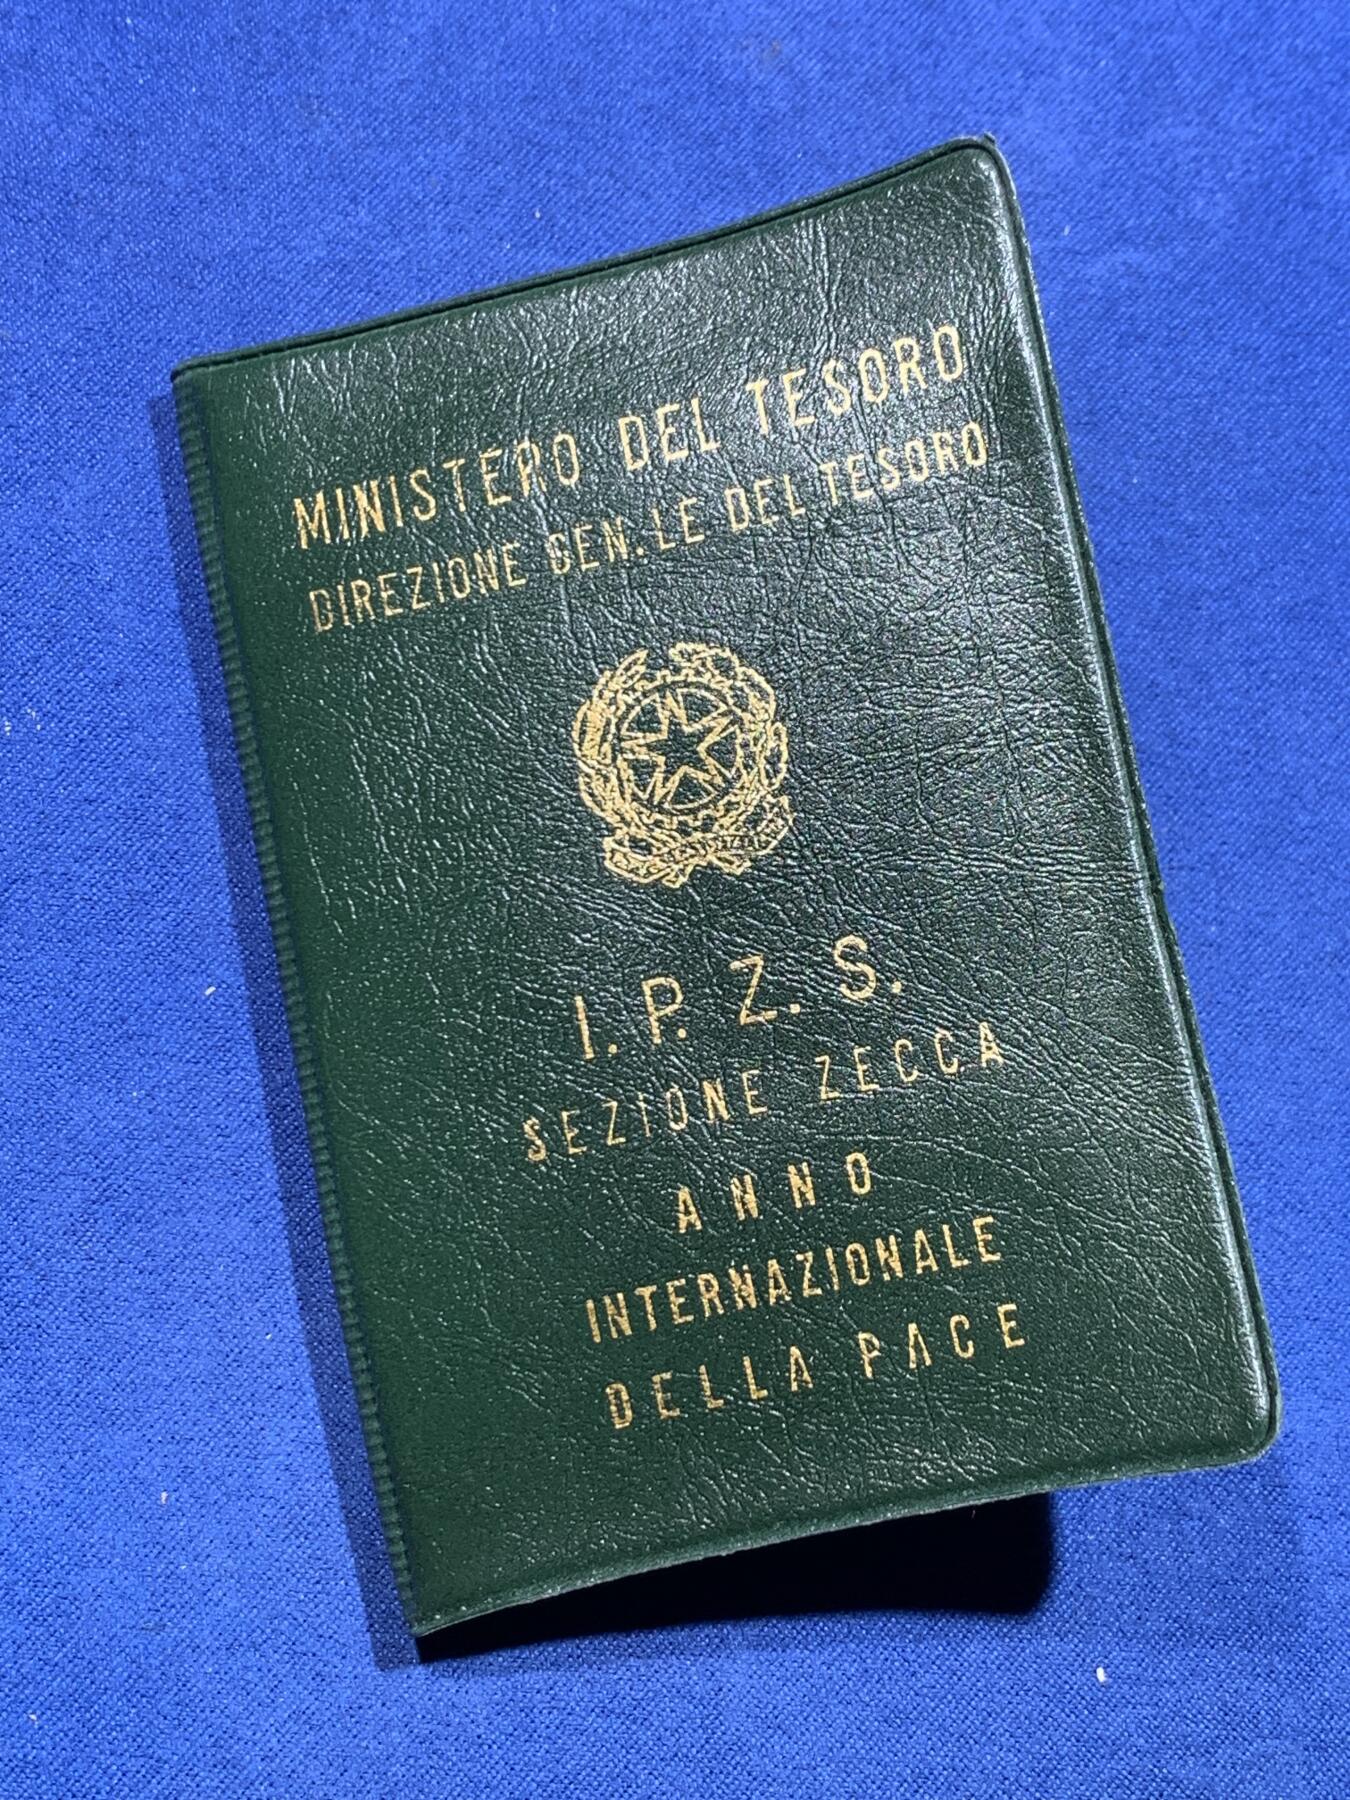 MINISTERO DEL TESORO
DIREZIONE GEN.LE DEL TESORO
I. P. Z. S.
SEZIONE ZECCA
ANNO
INTERNAZIONALE
DELLA PACE